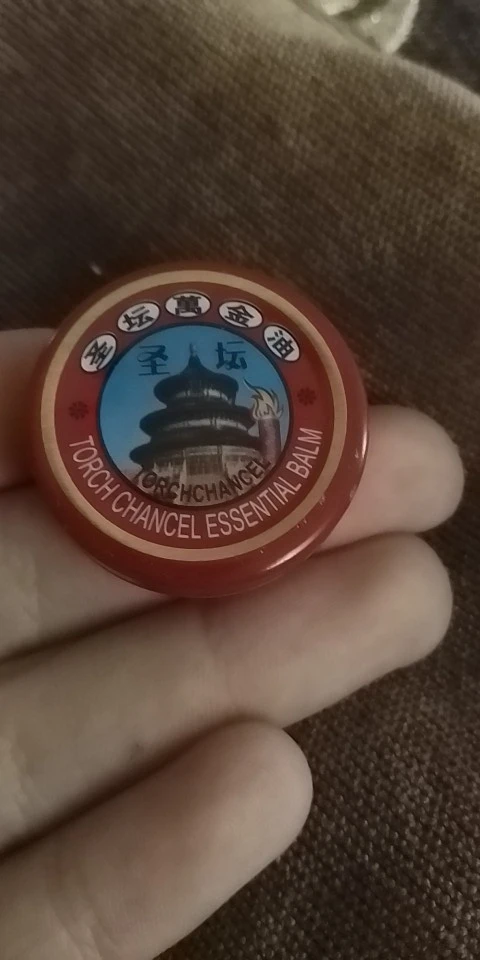 圣坛萬金油
圣坛
TORCHCHANCEL
TORCH CHANCEL ESSENTIAL BALM